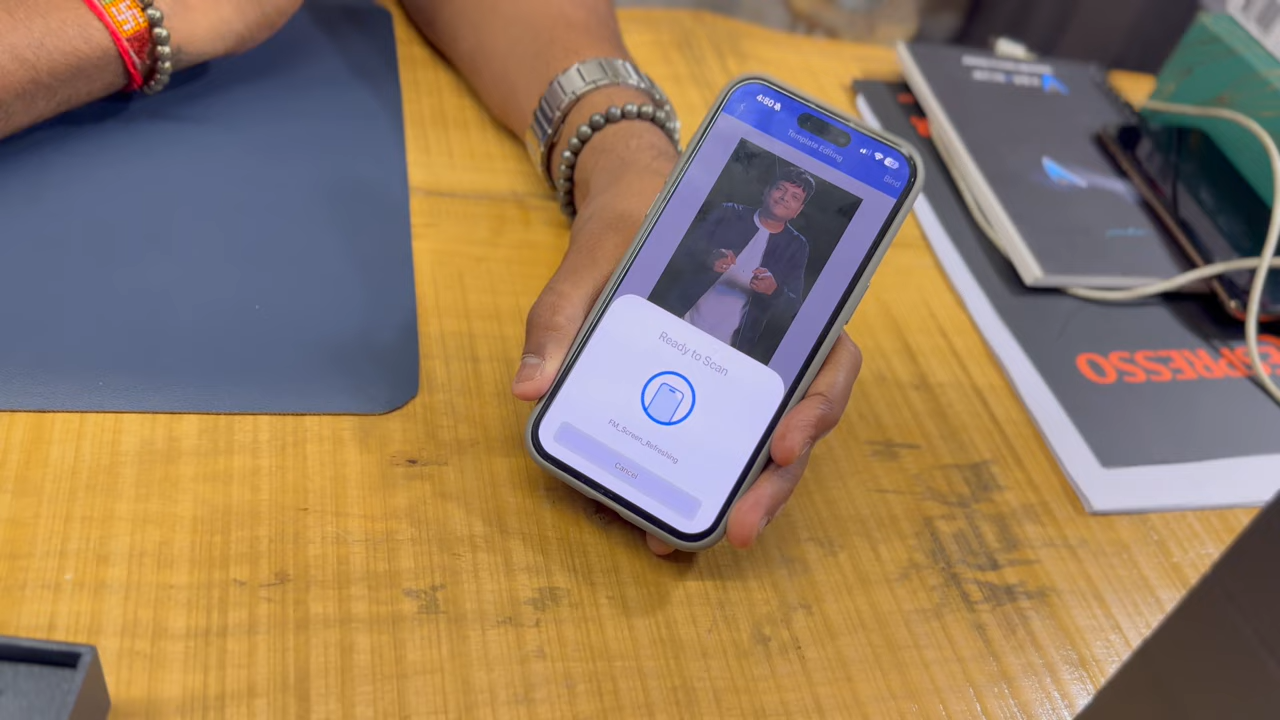 4:50
Template Editing
Bind
Ready to Scan
FM_Screen_Refreshing
Cancel
ESPRESSO